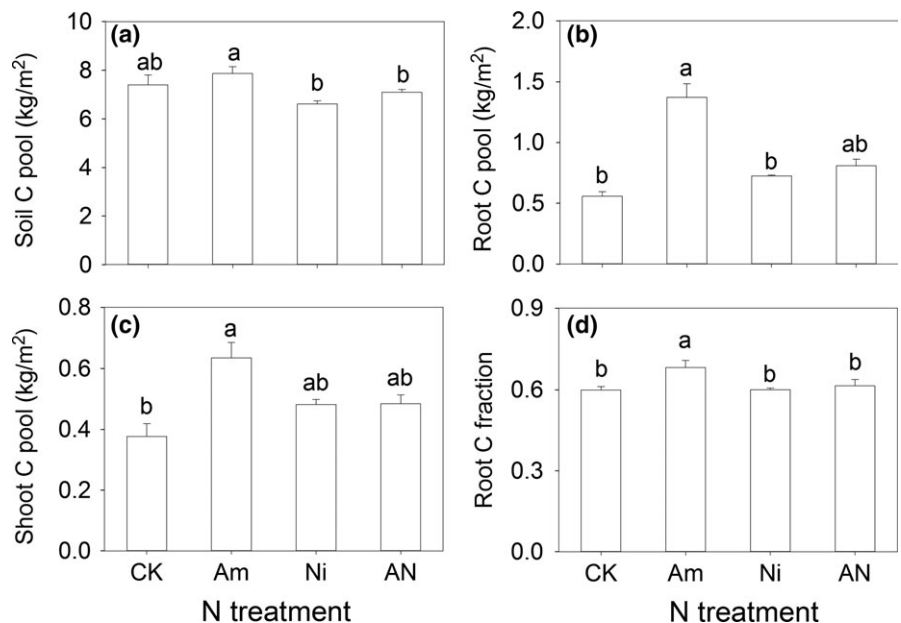 (a)
Soil C pool (kg/m²)
10
8
6
4
2
0
ab
a
b
b
(b)
Root C pool (kg/m²)
2.0
1.5
1.0
0.5
0.0
b
a
b
ab
(c)
Shoot C pool (kg/m²)
0.8
0.6
0.4
0.2
0.0
b
a
ab
ab
CK Am Ni AN
N treatment
(d)
Root C fraction
0.9
0.6
0.3
0.0
b
a
b
b
CK Am Ni AN
N treatment